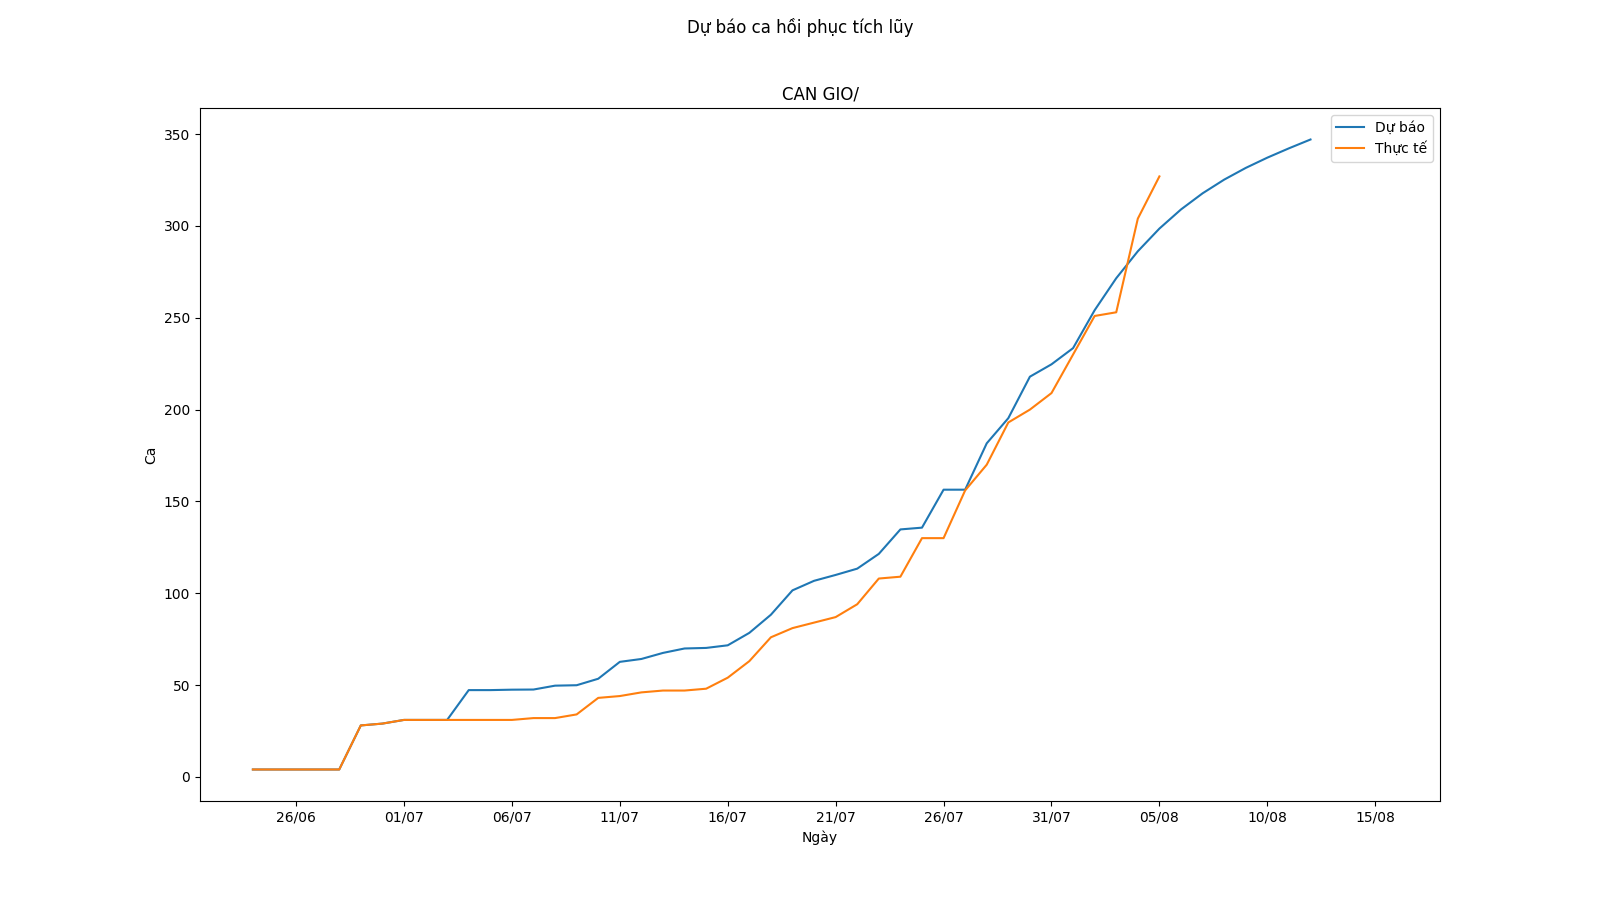 Dự báo ca hồi phục tích lũy
CAN GIO/
Dự báo
Thực tế
350
300
250
200
150
100
50
0
Ca
26/06 01/07 06/07 11/07 16/07 21/07 26/07 31/07 05/08 10/08 15/08
Ngày